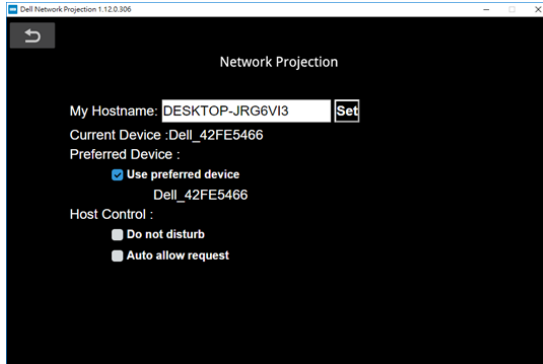 Dell Network Projection 1.12.0.306
Network Projection
My Hostname: DESKTOP-JRG6VI3 Set
Current Device :Dell_42FE5466
Preferred Device :
Use preferred device
Dell_42FE5466
Host Control :
Do not disturb
Auto allow request